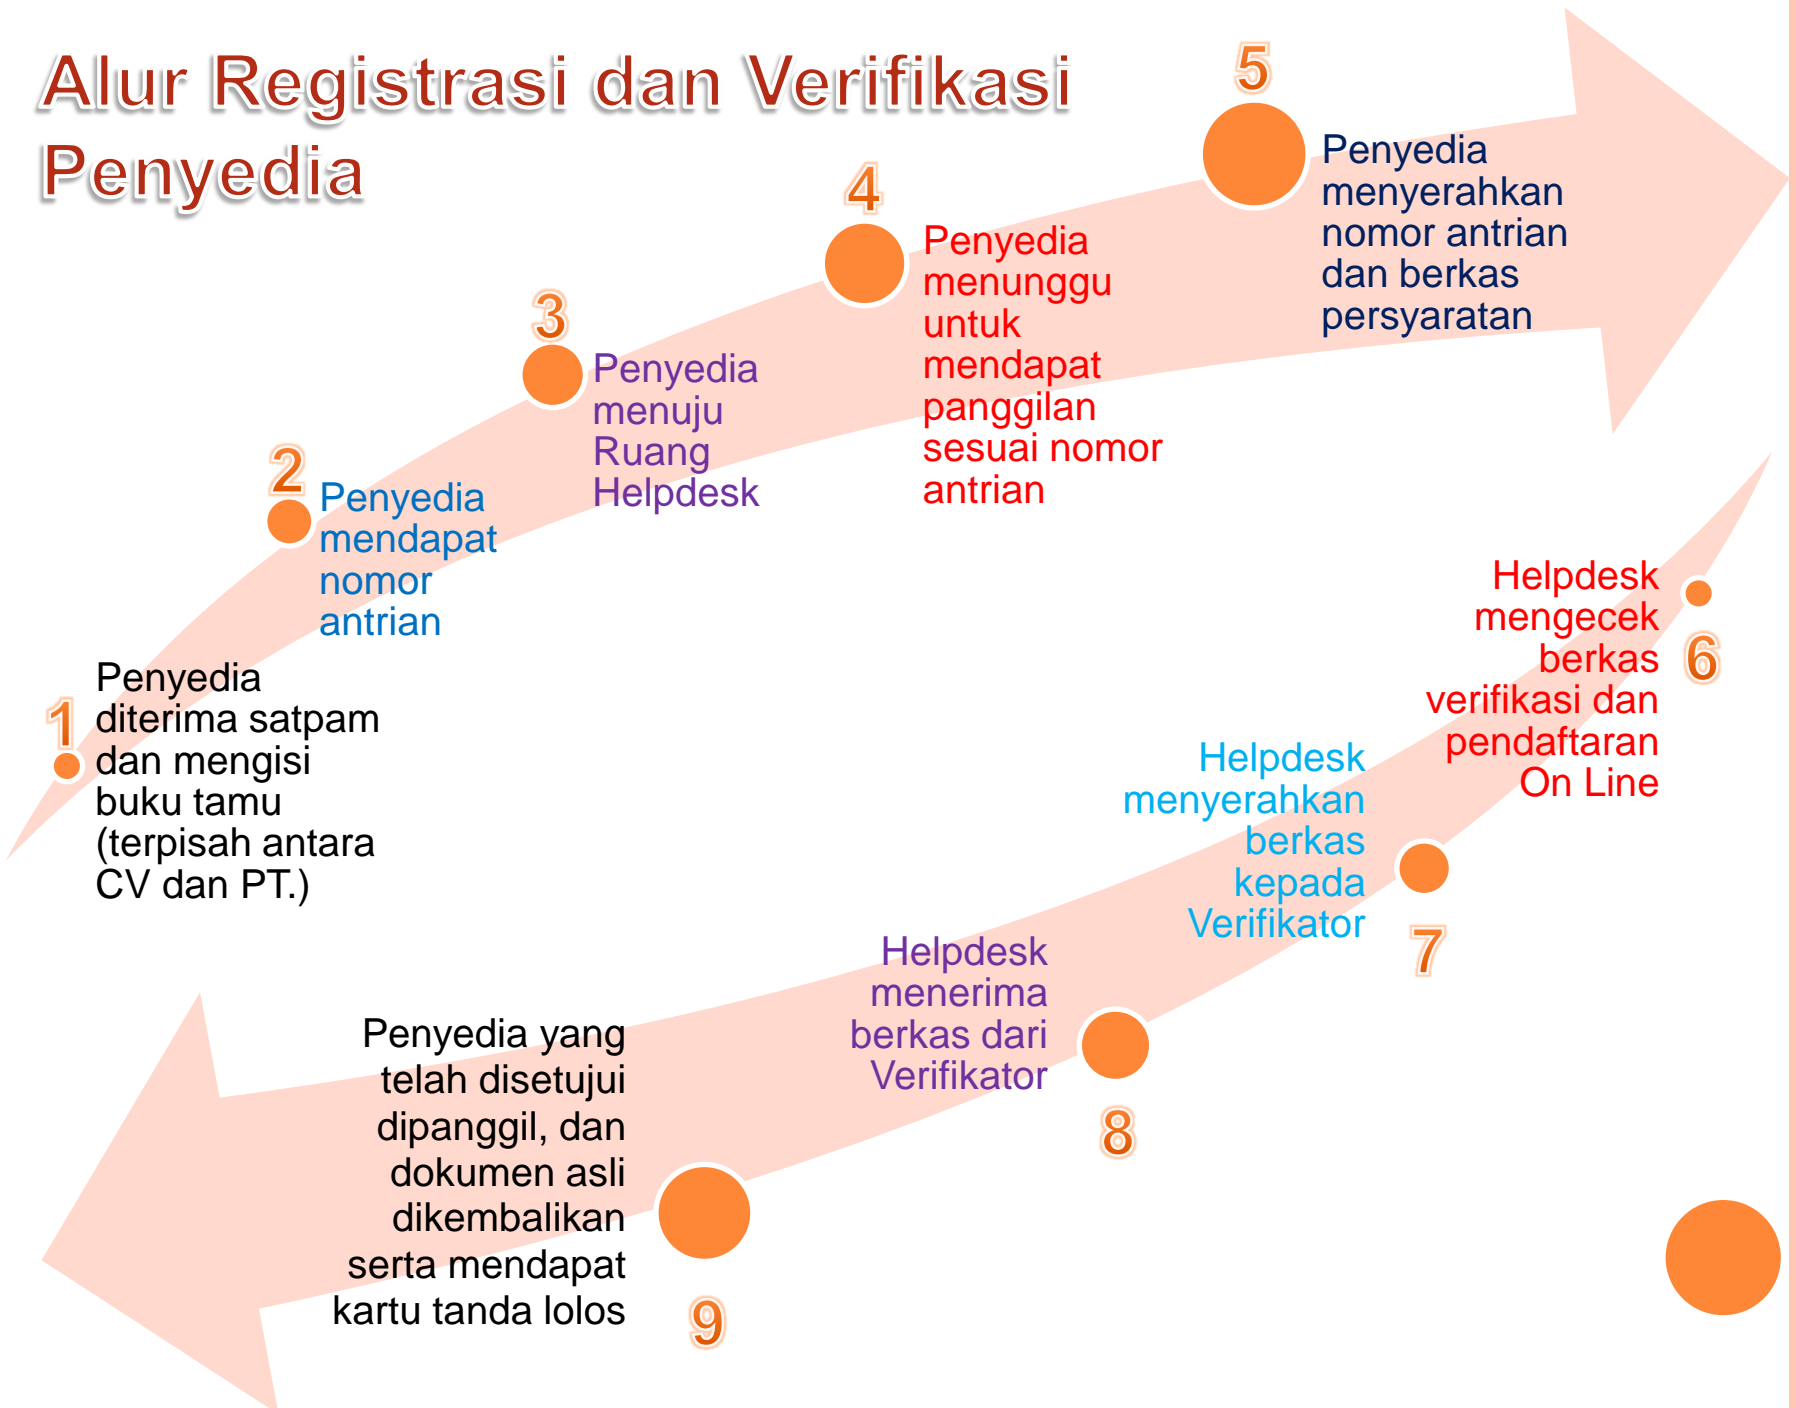 Alur Registrasi dan Verifikasi
Penyedia
1
Penyedia
diterima satpam
dan mengisi
buku tamu
(terpisah antara
CV dan PT.)
2
Penyedia
mendapat
nomor
antrian
3
Penyedia
menuju
Ruang
Helpdesk
4
Penyedia
menunggu
untuk
mendapat
panggilan
sesuai nomor
antrian
5
Penyedia
menyerahkan
nomor antrian
dan berkas
persyaratan
6
Helpdesk
mengecek
berkas
verifikasi dan
pendaftaran
On Line
7
Helpdesk
menyerahkan
berkas
kepada
Verifikator
8
Helpdesk
menerima
berkas dari
Verifikator
9
Penyedia yang
telah disetujui
dipanggil, dan
dokumen asli
dikembalikan
serta mendapat
kartu tanda lolos